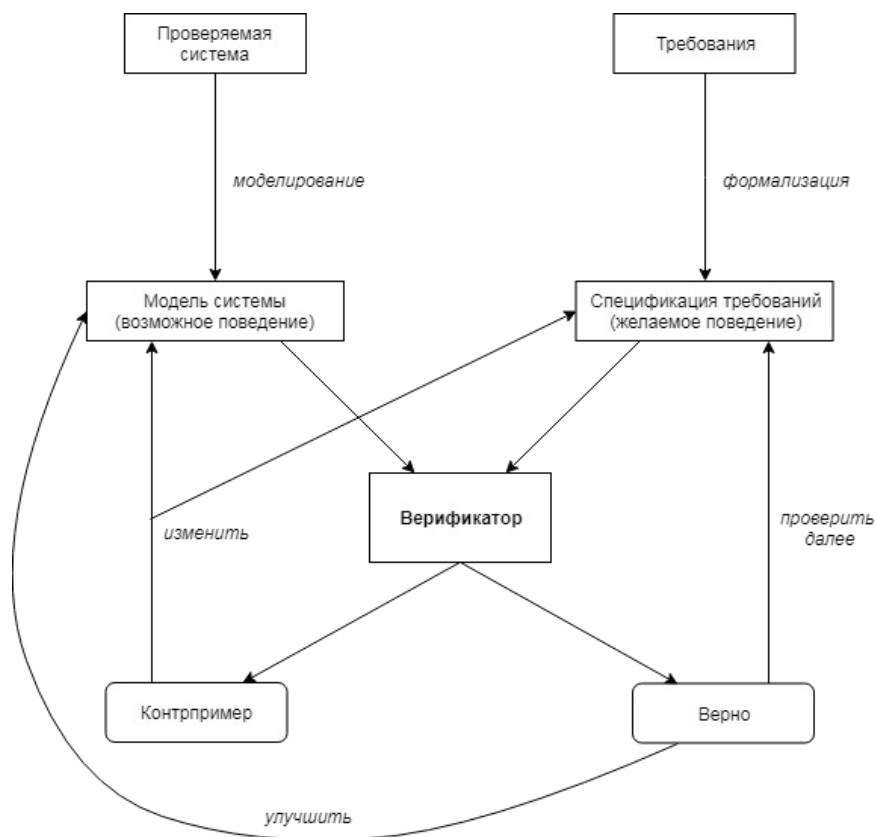 Проверяемая
система
Требования
моделирование
формализация
Модель системы
(возможное поведение)
Спецификация требований
(желаемое поведение)
Верификатор
изменить
проверить
далее
Контрпример
Верно
улучшить